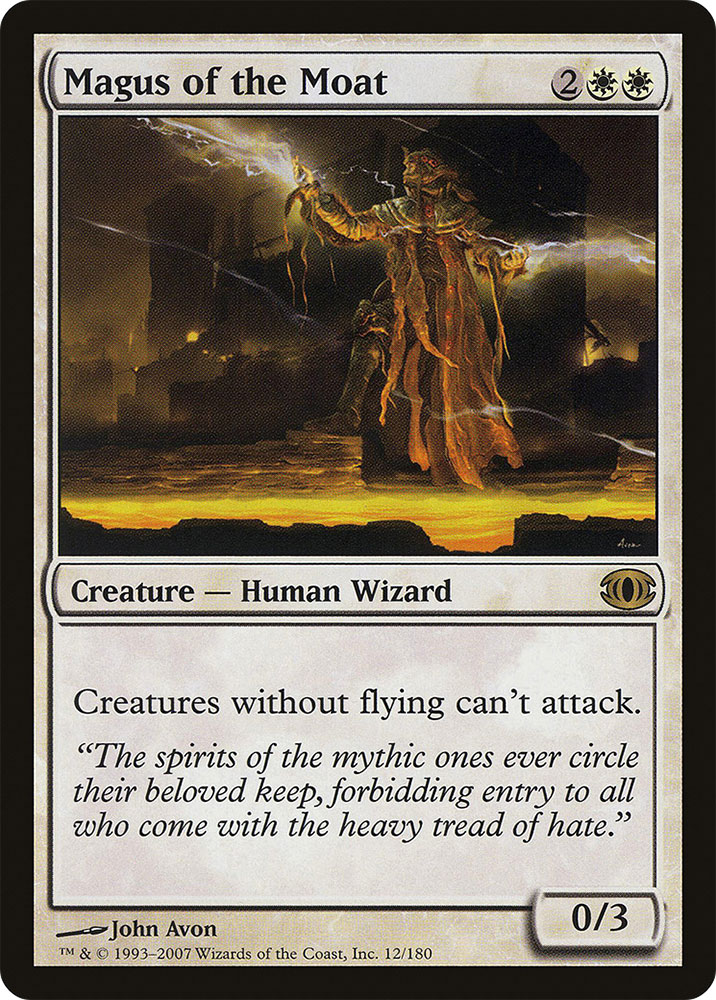 Magus of the Moat 2
Avon
Creature — Human Wizard
Creatures without flying can't attack.
“The spirits of the mythic ones ever circle
their beloved keep, forbidding entry to all
who come with the heavy tread of hate.”
0/3
John Avon
™ & © 1993–2007 Wizards of the Coast, Inc. 12/180